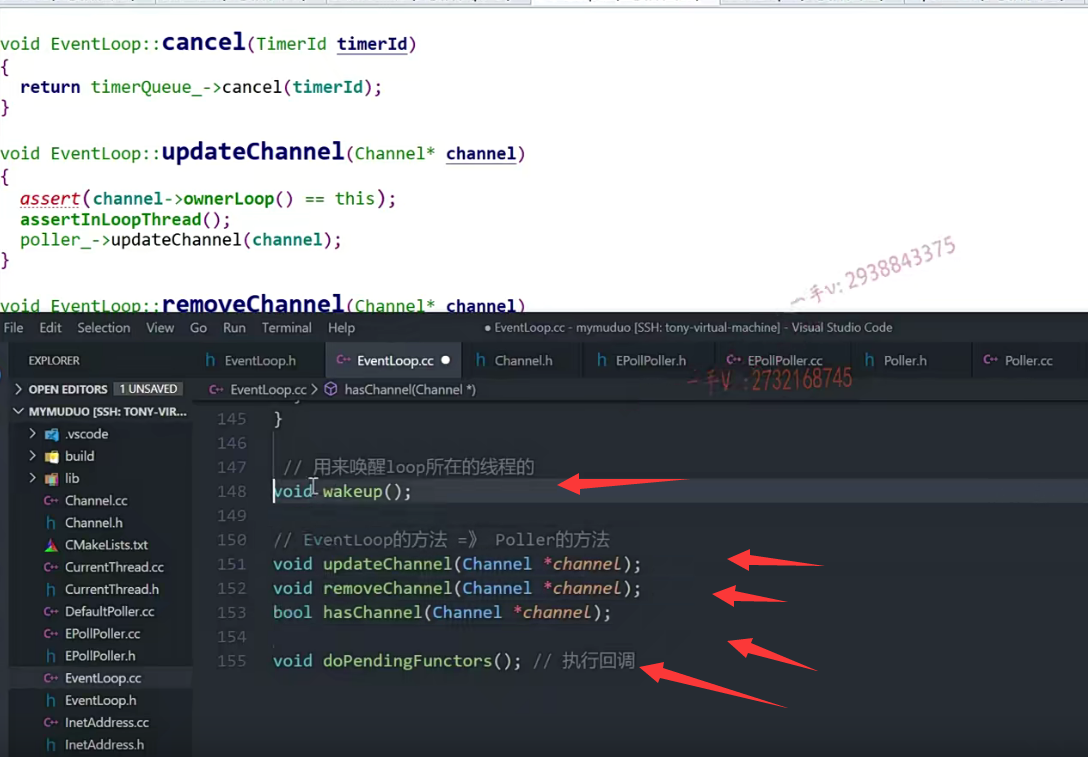 void EventLoop::cancel(TimerId timerId)
{
return timerQueue_->cancel(timerId);
}
void EventLoop::updateChannel(Channel* channel)
{
assert(channel->ownerLoop() == this);
assertInLoopThread();
poller_->updateChannel(channel);
}
一手v: 2938843375
void EventLoop::removeChannel(Channel* channel)
File Edit Selection View Go Run Terminal Help
● EventLoop.cc - mymuduo [SSH: tony-virtual-machine] - Visual Studio Code
EXPLORER
EventLoop.h
EventLoop.cc ●
Channel.h
EPollPoller.h
EPollPoller.cc
Poller.h
Poller.cc
OPEN EDITORS 1 UNSAVED
EventLoop.cc > hasChannel(Channel *)
二手V :2732168745
MYMUDUO [SSH: TONY-VIR...
.vscode
build
lib
Channel.cc
Channel.h
CMakeLists.txt
CurrentThread.cc
CurrentThread.h
DefaultPoller.cc
EPollPoller.cc
EPollPoller.h
EventLoop.cc
EventLoop.h
InetAddress.cc
InetAddress.h
145 }
146
147 // 用来唤醒loop所在的线程的
148 void wakeup();
149
150 // EventLoop的方法 =》 Poller的方法
151 void updateChannel(Channel *channel);
152 void removeChannel(Channel *channel);
153 bool hasChannel(Channel *channel);
154
155 void doPendingFunctors(); // 执行回调